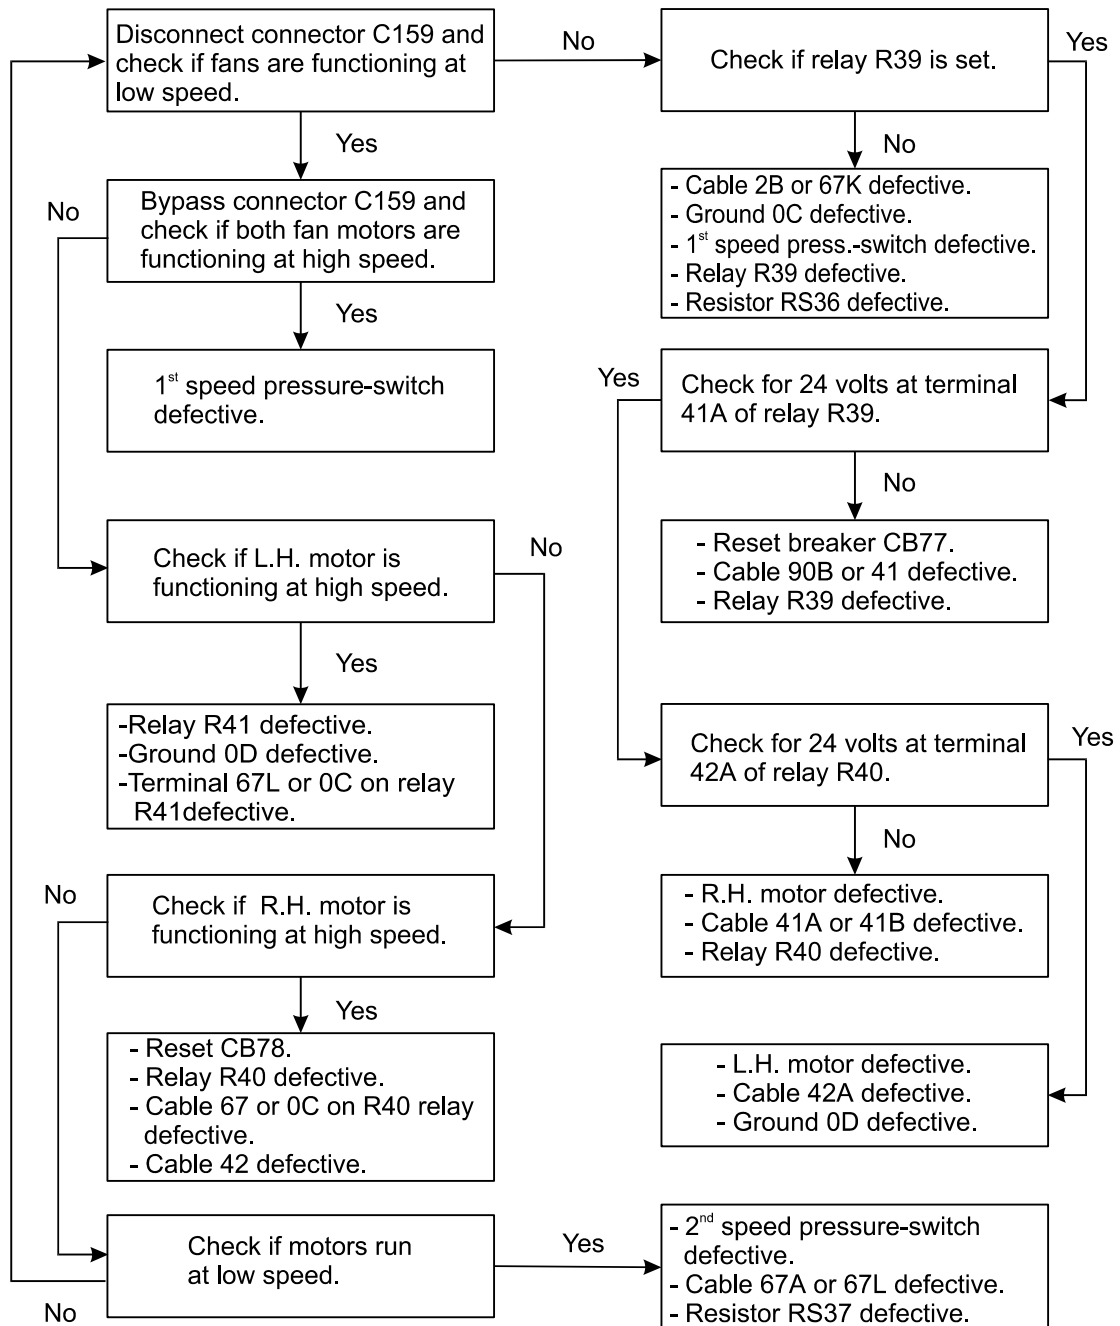 Disconnect connector C159 and
check if fans are functioning at
low speed.
No
Check if relay R39 is set.
Yes
Yes
No
Bypass connector C159 and
check if both fan motors are
functioning at high speed.
No
- Cable 2B or 67K defective.
- Ground 0C defective.
- 1st speed press.-switch defective.
- Relay R39 defective.
- Resistor RS36 defective.
Yes
1st speed pressure-switch
defective.
Yes
Check for 24 volts at terminal
41A of relay R39.
No
- Reset breaker CB77.
- Cable 90B or 41 defective.
- Relay R39 defective.
Check if L.H. motor is
functioning at high speed.
No
Yes
-Relay R41 defective.
-Ground 0D defective.
-Terminal 67L or 0C on relay
R41defective.
Check for 24 volts at terminal
42A of relay R40.
Yes
No
- R.H. motor defective.
- Cable 41A or 41B defective.
- Relay R40 defective.
No
Check if R.H. motor is
functioning at high speed.
Yes
- Reset CB78.
- Relay R40 defective.
- Cable 67 or 0C on R40 relay
defective.
- Cable 42 defective.
- L.H. motor defective.
- Cable 42A defective.
- Ground 0D defective.
Check if motors run
at low speed.
Yes
No
- 2nd speed pressure-switch
defective.
- Cable 67A or 67L defective.
- Resistor RS37 defective.